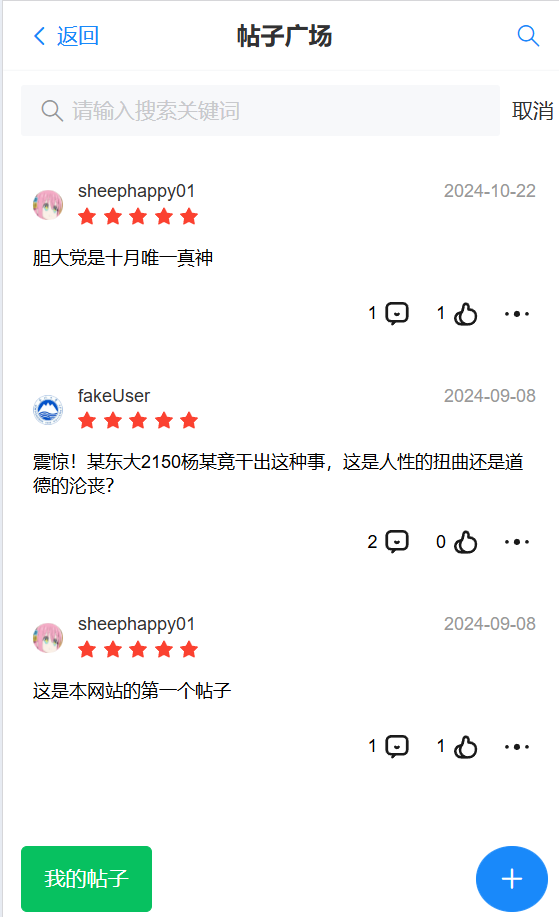 返回 帖子广场
请输入搜索关键词 取消
sheephappy01 2024-10-22
胆大党是十月唯一真神
1 1
fakeUser 2024-09-08
震惊！某东大2150杨某竟干出这种事，这是人性的扭曲还是道
德的沦丧？
2 0
sheephappy01 2024-09-08
这是本网站的第一个帖子
1 1
我的帖子